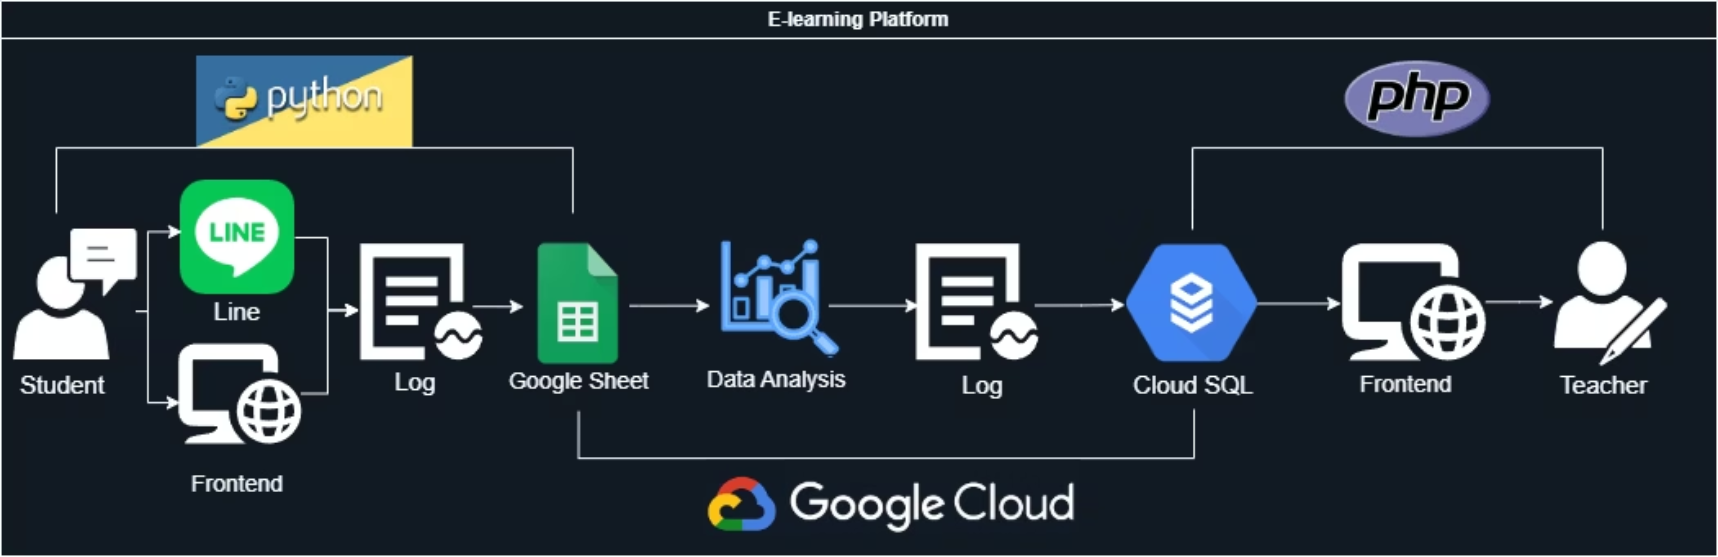 E-learning Platform
python
php
LINE
Line
Student
Frontend
Log
Google Sheet
Data Analysis
Log
Cloud SQL
Frontend
Teacher
Google Cloud